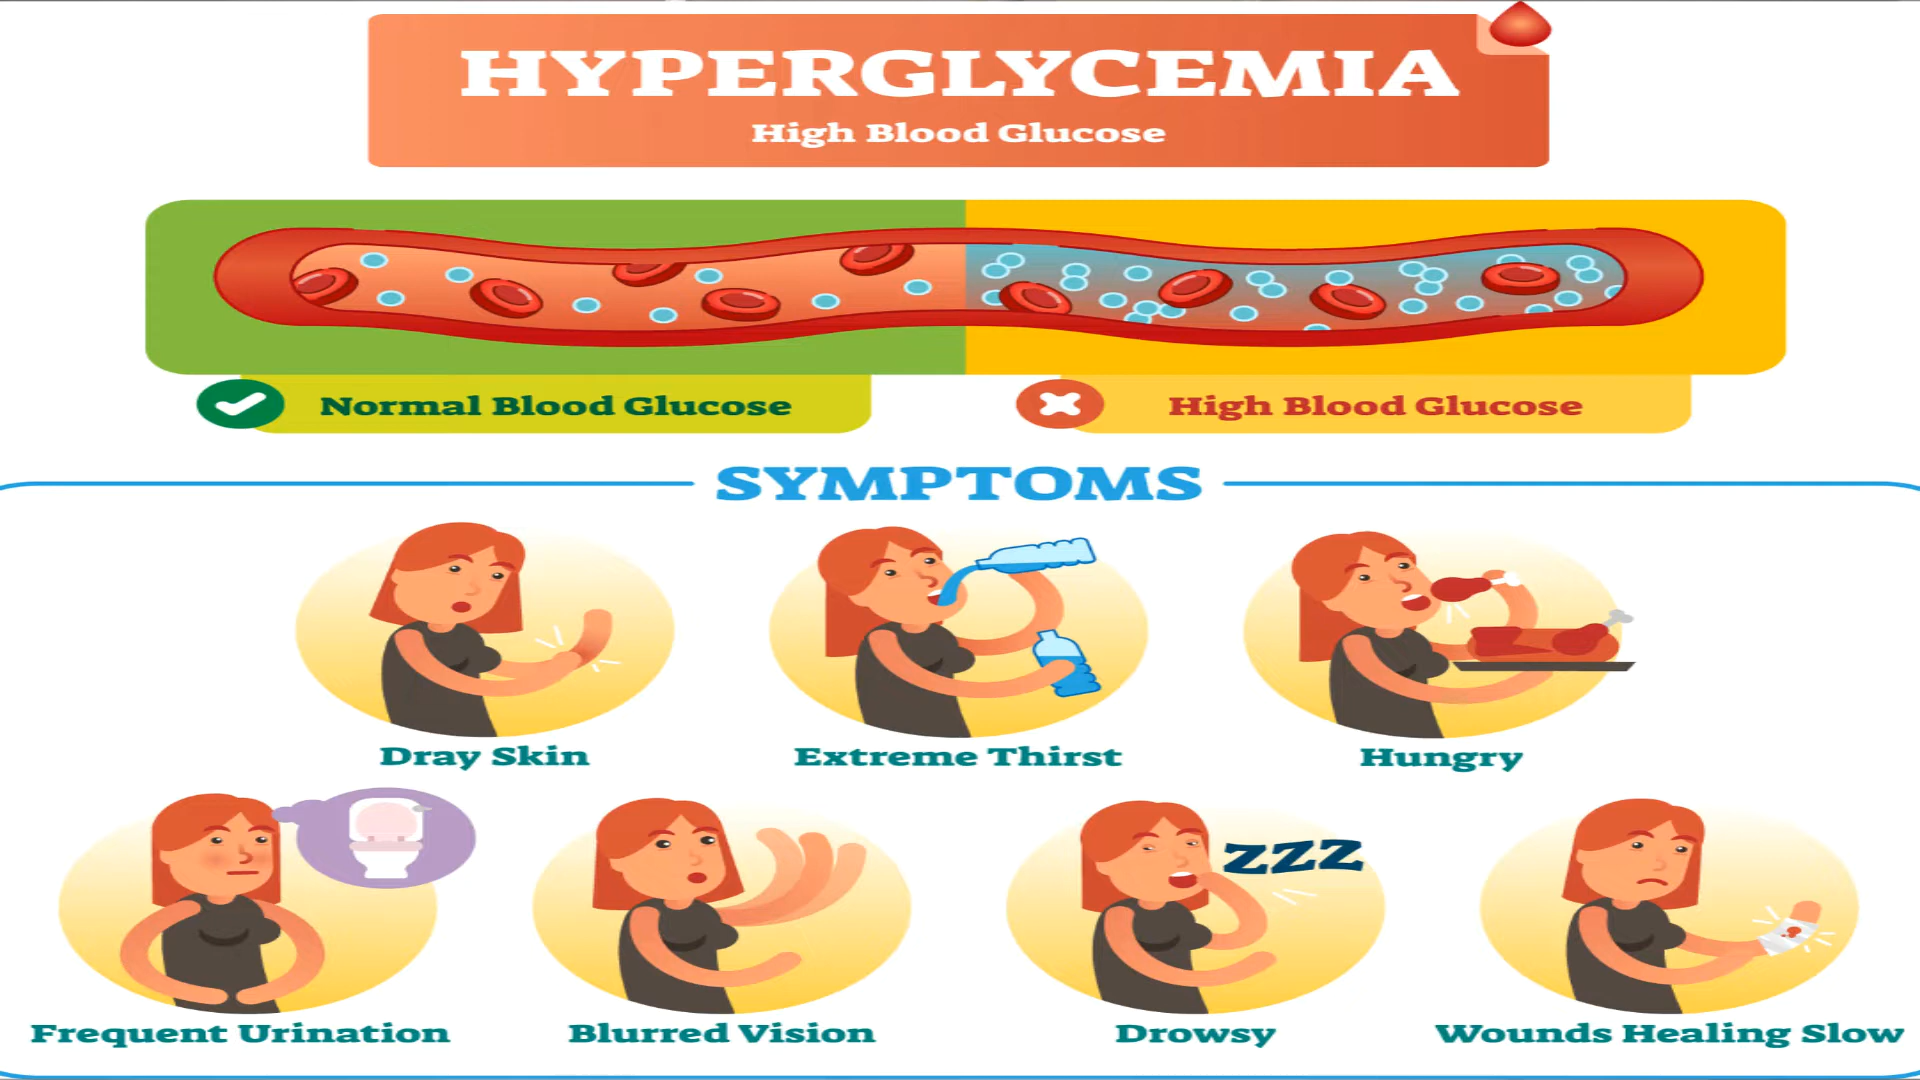 HYPERGLYCEMIA
High Blood Glucose
Normal Blood Glucose
High Blood Glucose
SYMPTOMS
Dray Skin
Extreme Thirst
Hungry
ZZZ
Frequent Urination
Blurred Vision
Drowsy
Wounds Healing Slow